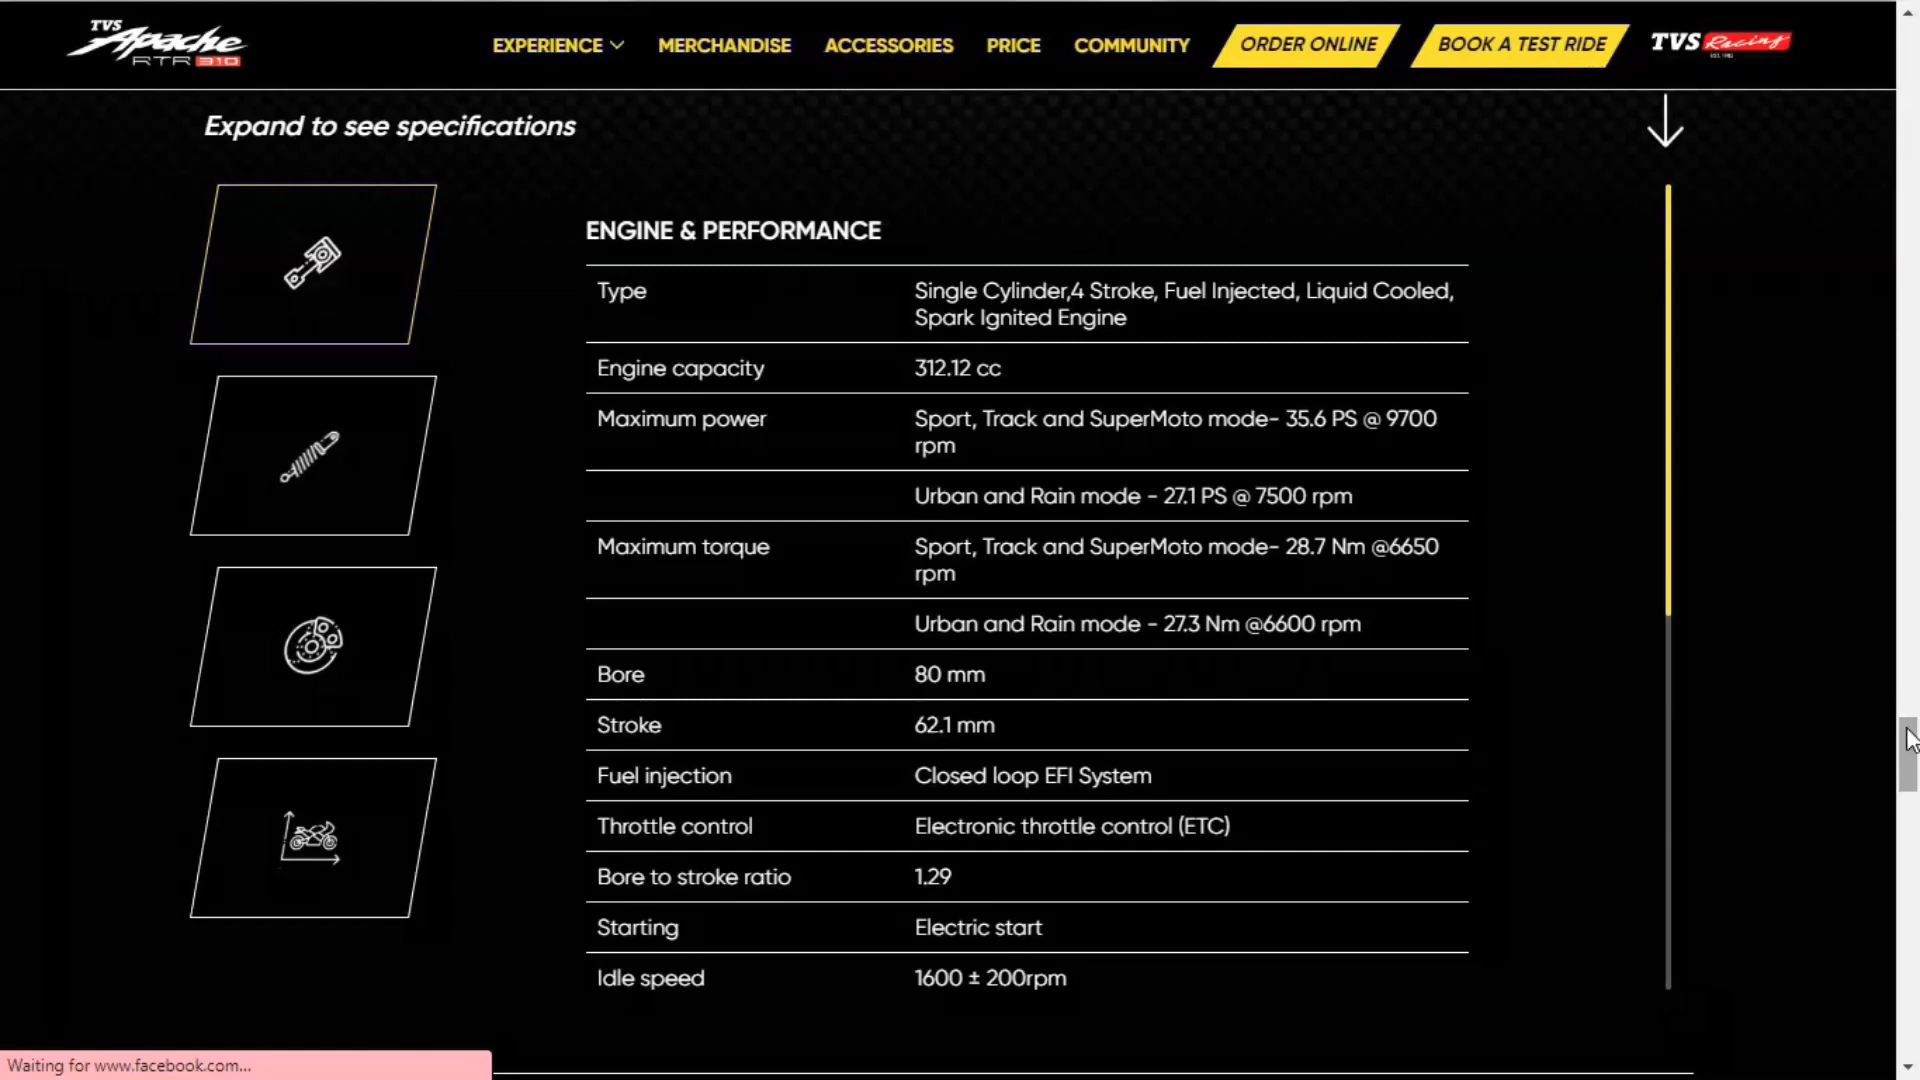 TVS
Apache
RTR 310
EXPERIENCE
MERCHANDISE
ACCESSORIES
PRICE
COMMUNITY
ORDER ONLINE
BOOK A TEST RIDE
TVS Racing
Expand to see specifications
ENGINE & PERFORMANCE
Type
Single Cylinder,4 Stroke, Fuel Injected, Liquid Cooled,
Spark Ignited Engine
Engine capacity
312.12 cc
Maximum power
Sport, Track and SuperMoto mode- 35.6 PS @ 9700
rpm
Urban and Rain mode - 27.1 PS @ 7500 rpm
Maximum torque
Sport, Track and SuperMoto mode- 28.7 Nm @6650
rpm
Urban and Rain mode - 27.3 Nm @6600 rpm
Bore
80 mm
Stroke
62.1 mm
Fuel injection
Closed loop EFI System
Throttle control
Electronic throttle control (ETC)
Bore to stroke ratio
1.29
Starting
Electric start
Idle speed
1600 ± 200rpm
Waiting for www.facebook.com...